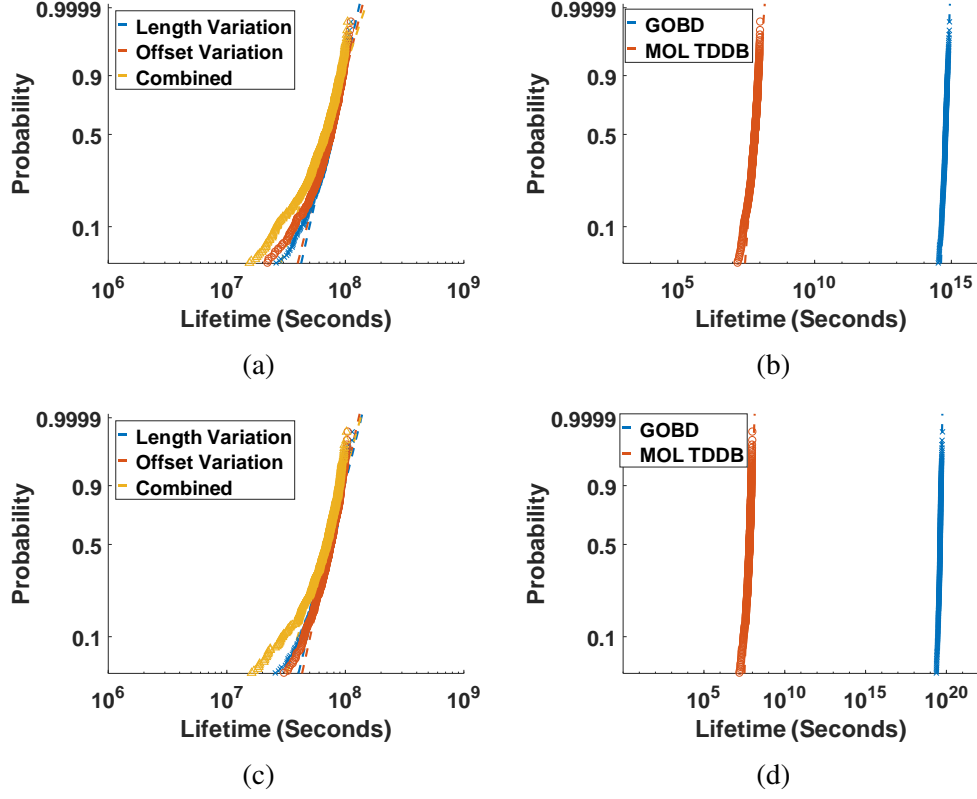 0.9999
0.9
0.5
0.1
Probability
Length Variation
Offset Variation
Combined
10^6 10^7 10^8 10^9
Lifetime (Seconds)
(a)
0.9999
0.9
0.5
0.1
Probability
GOBD
MOL TDDB
10^5 10^10 10^15
Lifetime (Seconds)
(b)
0.9999
0.9
0.5
0.1
Probability
Length Variation
Offset Variation
Combined
10^6 10^7 10^8 10^9
Lifetime (Seconds)
(c)
0.9999
0.9
0.5
0.1
Probability
GOBD
MOL TDDB
10^5 10^10 10^15 10^20
Lifetime (Seconds)
(d)